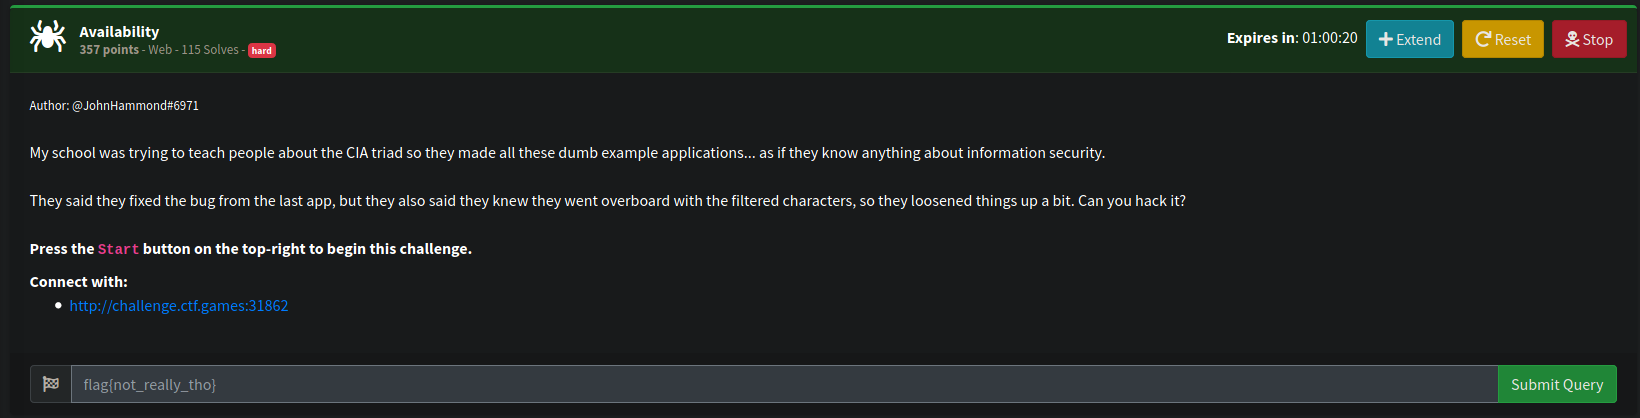 Availability
357 points - Web - 115 Solves - hard
Expires in: 01:00:20
Extend
Reset
Stop
Author: @JohnHammond#6971
My school was trying to teach people about the CIA triad so they made all these dumb example applications... as if they know anything about information security.
They said they fixed the bug from the last app, but they also said they knew they went overboard with the filtered characters, so they loosened things up a bit. Can you hack it?
Press the Start button on the top-right to begin this challenge.
Connect with:
http://challenge.ctf.games:31862
flag{not_really_tho}
Submit Query